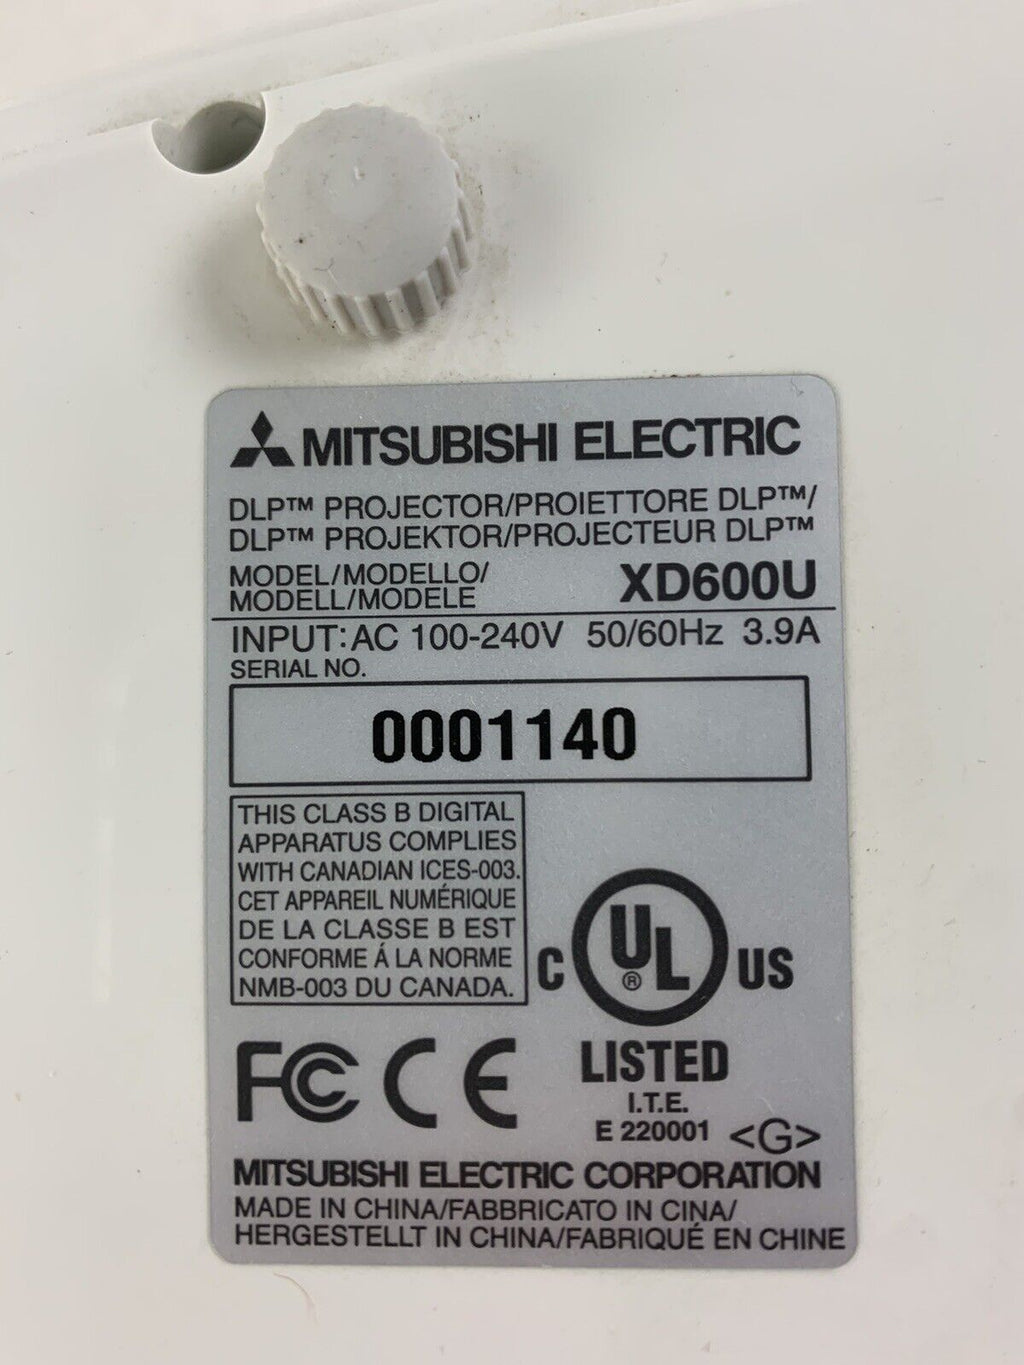 MITSUBISHI ELECTRIC
DLP™ PROJECTOR/PROIETTORE DLP™/
DLP™ PROJEKTOR/PROJECTEUR DLP™
MODEL/MODELLO/
MODELL/MODELE
XD600U
INPUT:AC 100-240V 50/60Hz 3.9A
SERIAL NO.
0001140
THIS CLASS B DIGITAL
APPARATUS COMPLIES
WITH CANADIAN ICES-003.
CET APPAREIL NUMÉRIQUE
DE LA CLASSE B EST
CONFORME Á LA NORME
NMB-003 DU CANADA.
C UL® US
LISTED
I.T.E.
E 220001 <G>
FC CE
MITSUBISHI ELECTRIC CORPORATION
MADE IN CHINA/FABBRICATO IN CINA/
HERGESTELLT IN CHINA/FABRIQUÉ EN CHINE